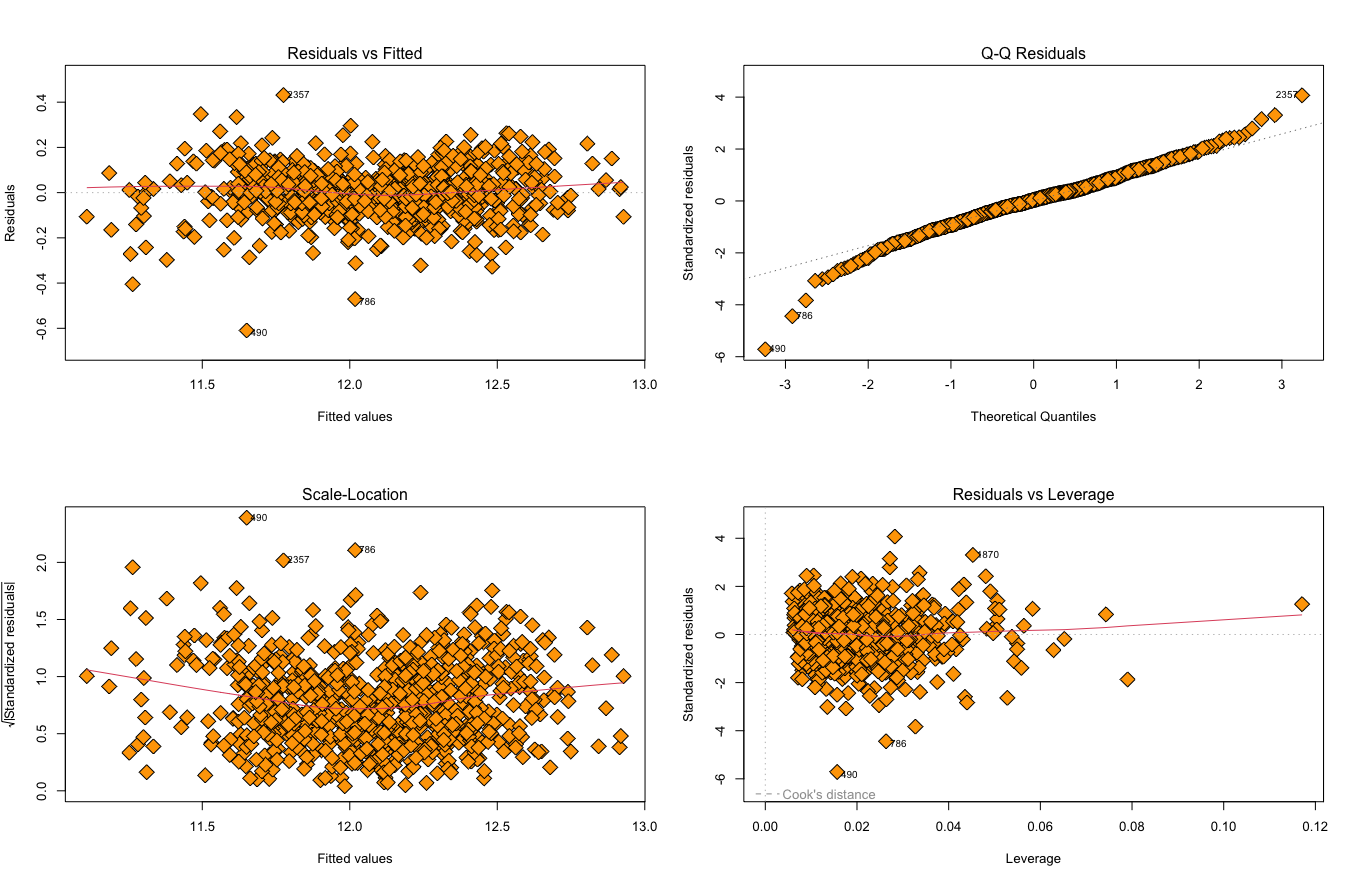 Residuals vs Fitted
Residuals
0.4
0.2
0.0
-0.2
-0.4
-0.6
2357
786
490
11.5 12.0 12.5 13.0
Fitted values
Q-Q Residuals
Standardized residuals
4
2
0
-2
-4
-6
2357
786
490
-3 -2 -1 0 1 2 3
Theoretical Quantiles
Scale-Location
√|Standardized residuals|
2.0
1.5
1.0
0.5
0.0
490
2357
786
11.5 12.0 12.5 13.0
Fitted values
Residuals vs Leverage
Standardized residuals
4
2
0
-2
-4
-6
1870
786
490
Cook's distance
0.00 0.02 0.04 0.06 0.08 0.10 0.12
Leverage